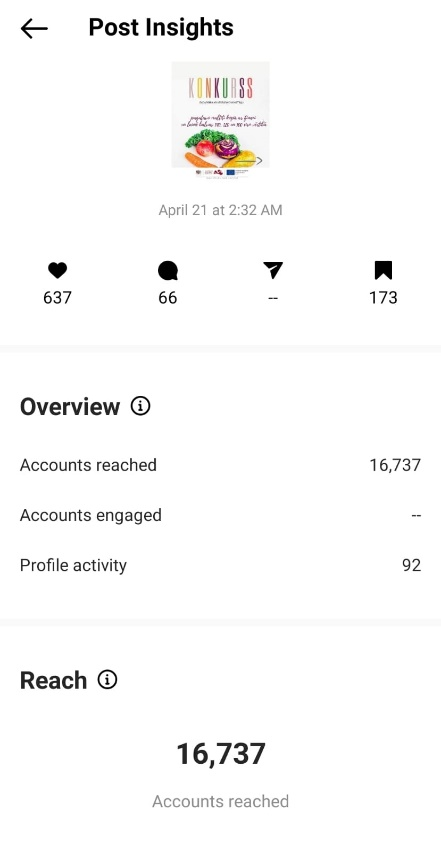 Post Insights
KONKURSS
April 21 at 2:32 AM
637
66
--
173
Overview
Accounts reached
16,737
Accounts engaged
--
Profile activity
92
Reach
16,737
Accounts reached